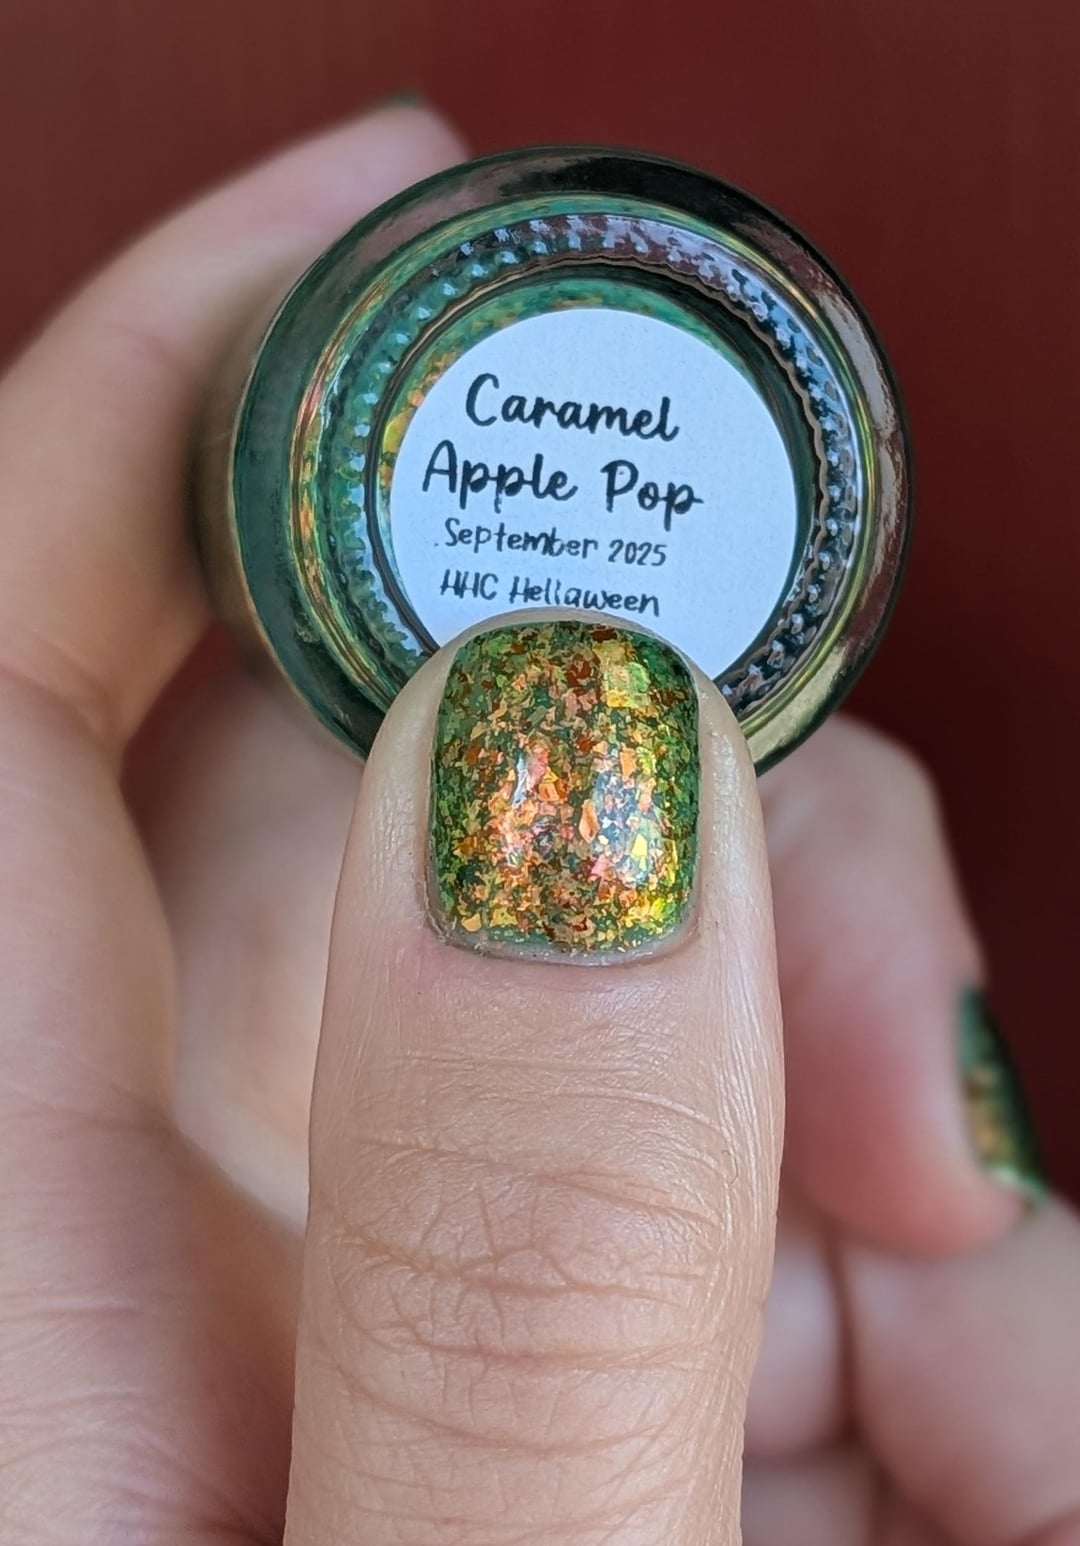 Caramel
Apple Pop
September 2025
HHC Hellaween